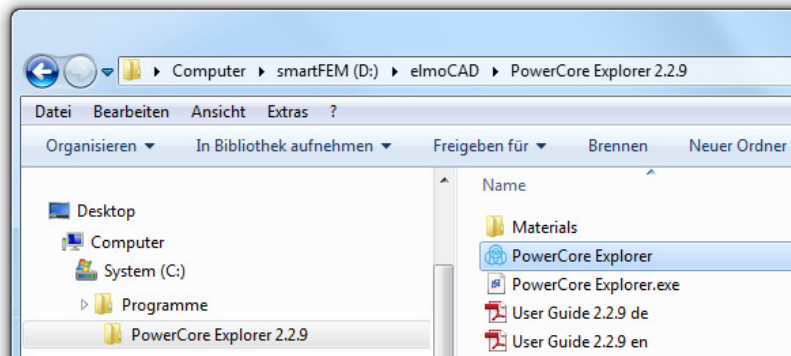 Computer smartFEM (D:) elmoCAD PowerCore Explorer 2.2.9
Datei Bearbeiten Ansicht Extras ?
Organisieren In Bibliothek aufnehmen Freigeben für Brennen Neuer Ordner
Desktop
Computer
System (C:)
Programme
PowerCore Explorer 2.2.9
Name
Materials
PowerCore Explorer
PowerCore Explorer.exe
User Guide 2.2.9 de
User Guide 2.2.9 en